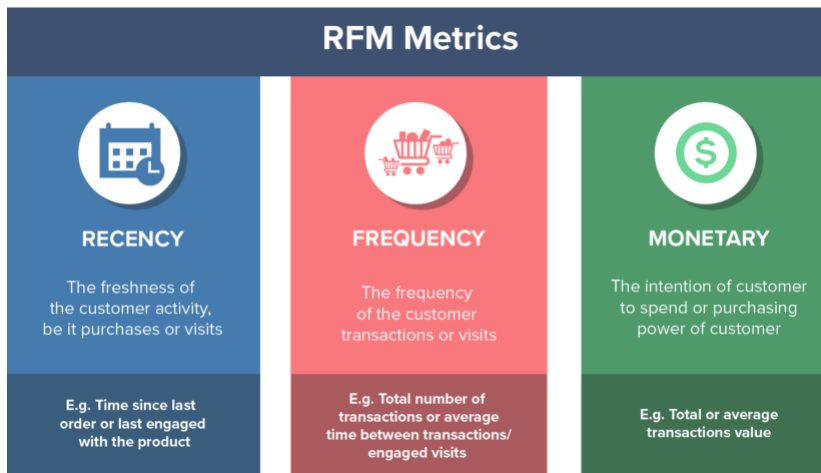 RFM Metrics
RECENCY
The freshness of
the customer activity,
be it purchases or visits
E.g. Time since last
order or last engaged
with the product
FREQUENCY
The frequency
of the customer
transactions or visits
E.g. Total number of
transactions or average
time between transactions/
engaged visits
MONETARY
The intention of customer
to spend or purchasing
power of customer
E.g. Total or average
transactions value